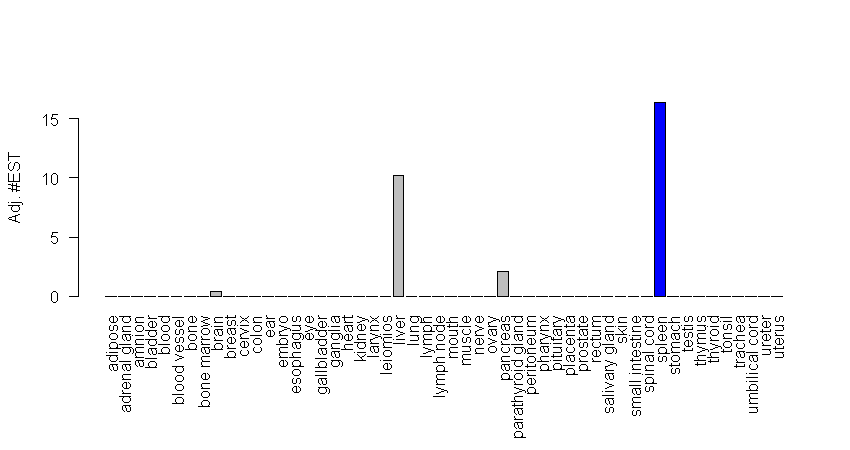 Adj. #EST
15
10
5
0
adipose
adrenal gland
amnion
bladder
blood
blood vessel
bone
bone marrow
brain
breast
cervix
colon
ear
embryo
esophagus
eye
gallbladder
ganglia
heart
kidney
larynx
leiomios
liver
lung
lymph
lymph node
mouth
muscle
nerve
ovary
pancreas
parathyroid gland
peritoneum
pharynx
pituitary
placenta
prostate
rectum
salivary gland
skin
small intestine
spinal cord
spleen
stomach
testis
thymus
thyroid
tonsil
trachea
umbilical cord
ureter
uterus